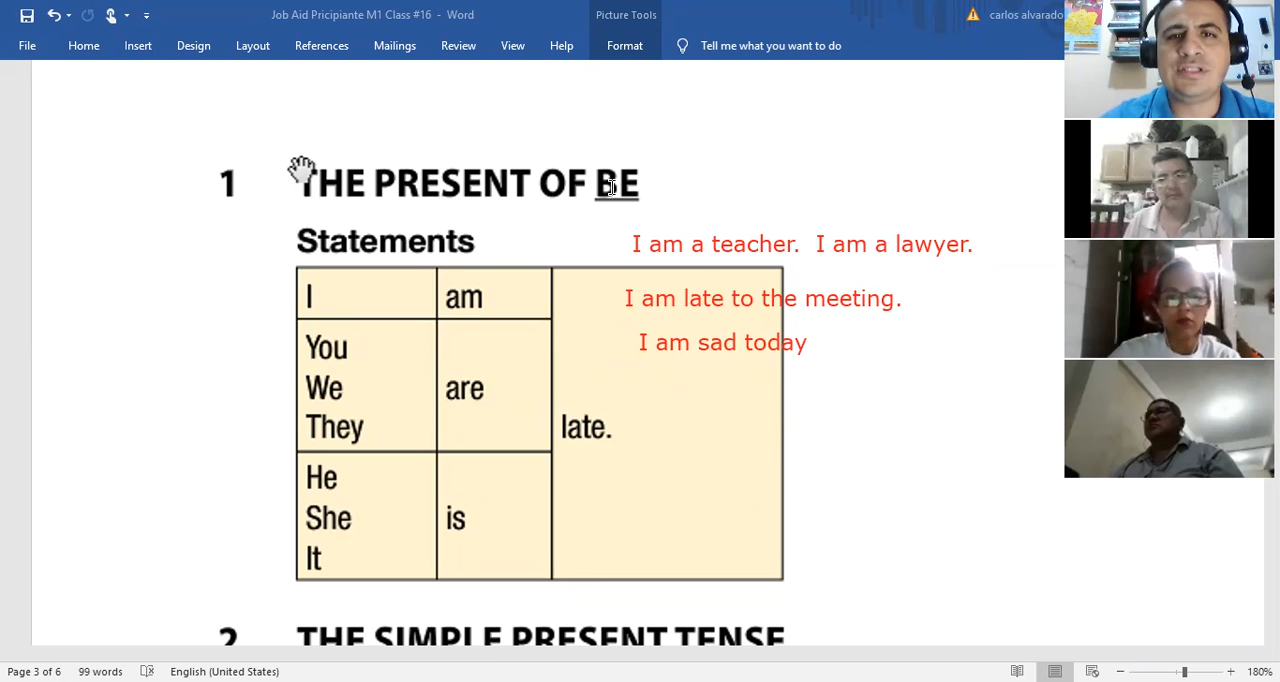 Job Aid Pricipiante M1 Class #16 - Word
Picture Tools
carlos alvarado
File Home Insert Design Layout References Mailings Review View Help Format Tell me what you want to do
1 THE PRESENT OF BE
Statements
I am a teacher. I am a lawyer.
I am
I am late to the meeting.
I am sad today
You
We are
They
late.
He
She is
It
2 THE SIMPLE PRESENT TENSE
Page 3 of 6 99 words English (United States) 180%